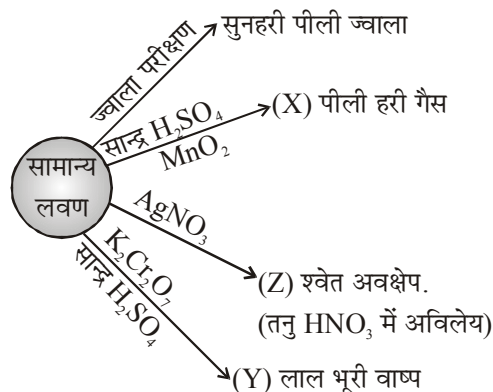 ज्वाला परीक्षण
सुनहरी पीली ज्वाला
सान्द्र H₂SO₄
MnO₂
(X) पीली हरी गैस
सामान्य
लवण
AgNO₃
(Z) श्वेत अवक्षेप.
(तनु HNO₃ में अविलेय)
K₂Cr₂O₇
सान्द्र H₂SO₄
(Y) लाल भूरी वाष्प